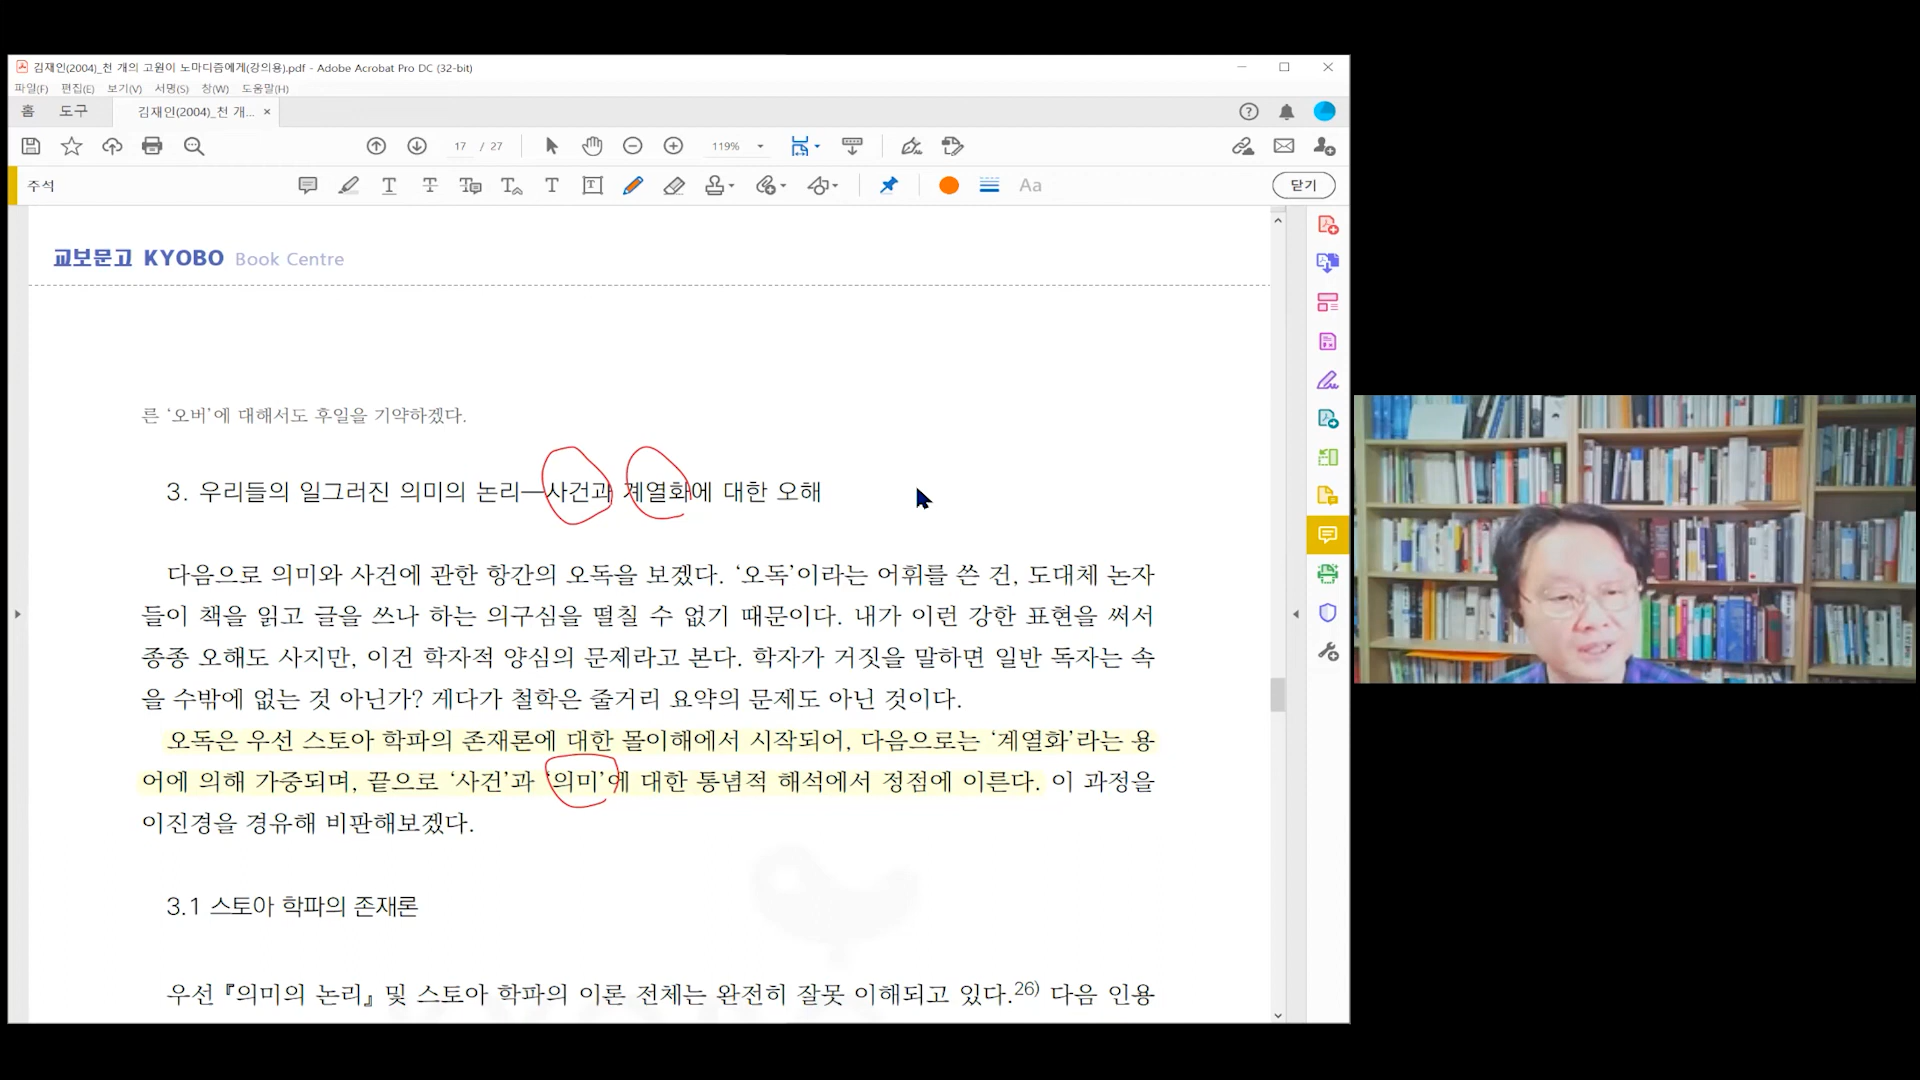 김재인(2004)_천 개의 고원이 노마디즘에게(강의용).pdf - Adobe Acrobat Pro DC (32-bit)
파일(F) 편집(E) 보기(V) 서명(S) 창(W) 도움말(H)
홈 도구 김재인(2004)_천 개... ×
17 / 27 119%
주석 Aa 닫기
교보문고 KYOBO Book Centre
른 ‘오버’에 대해서도 후일을 기약하겠다.
3. 우리들의 일그러진 의미의 논리—사건과 계열화에 대한 오해
다음으로 의미와 사건에 관한 항간의 오독을 보겠다. ‘오독’이라는 어휘를 쓴 건, 도대체 논자
들이 책을 읽고 글을 쓰나 하는 의구심을 떨칠 수 없기 때문이다. 내가 이런 강한 표현을 써서
종종 오해도 사지만, 이건 학자적 양심의 문제라고 본다. 학자가 거짓을 말하면 일반 독자는 속
을 수밖에 없는 것 아닌가? 게다가 철학은 줄거리 요약의 문제도 아닌 것이다.
오독은 우선 스토아 학파의 존재론에 대한 몰이해에서 시작되어, 다음으로는 ‘계열화’라는 용
어에 의해 가중되며, 끝으로 ‘사건’과 ‘의미’에 대한 통념적 해석에서 정점에 이른다. 이 과정을
이진경을 경유해 비판해보겠다.
3.1 스토아 학파의 존재론
우선 『의미의 논리』 및 스토아 학파의 이론 전체는 완전히 잘못 이해되고 있다.26) 다음 인용